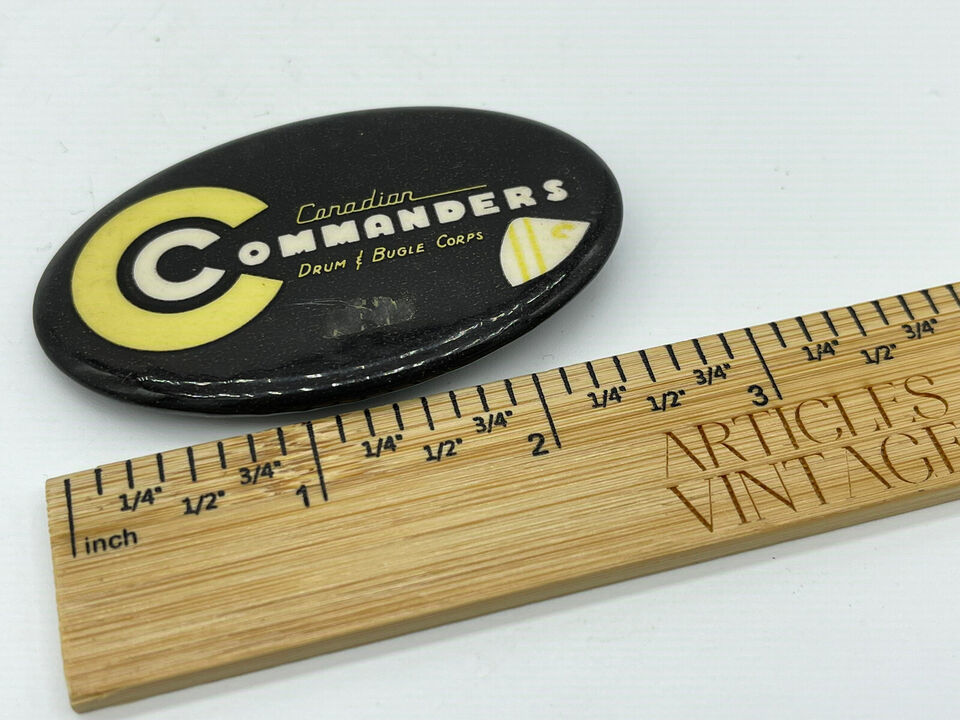 Canadian
COMMANDERS
DRUM & BUGLE CORPS
1/4" 1/2" 3/4" 1 1/4" 1/2" 3/4" 2 1/4" 1/2" 3/4" 3 1/4" 1/2" 3/4"
inch
ARTICLES
VINTAGE